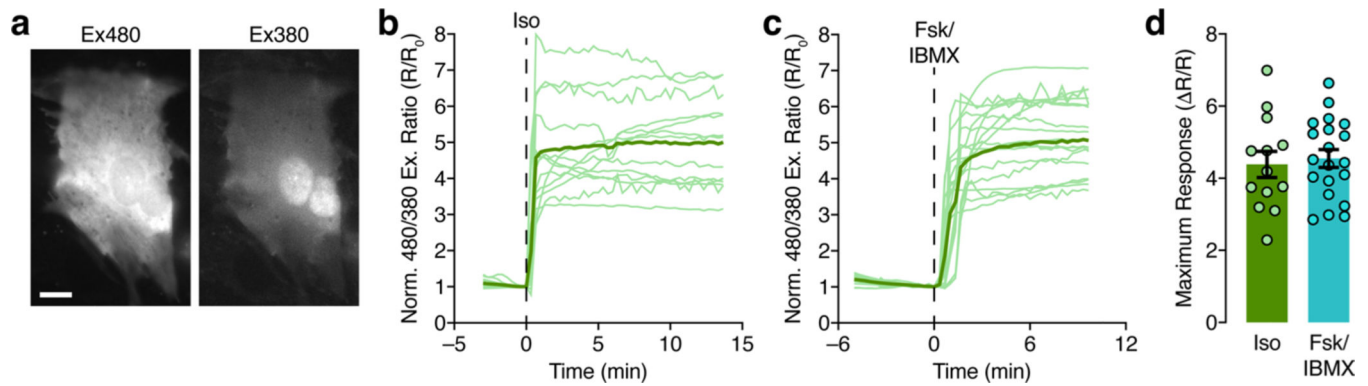 a
Ex480
Ex380
b
Iso
Norm. 480/380 Ex. Ratio (R/R0)
8
7
6
5
4
3
2
1
0
−5
0
5
10
15
Time (min)
c
Fsk/
IBMX
Norm. 480/380 Ex. Ratio (R/R0)
8
7
6
5
4
3
2
1
0
−6
0
6
12
Time (min)
d
Maximum Response (ΔR/R)
8
6
4
2
0
Iso
Fsk/
IBMX